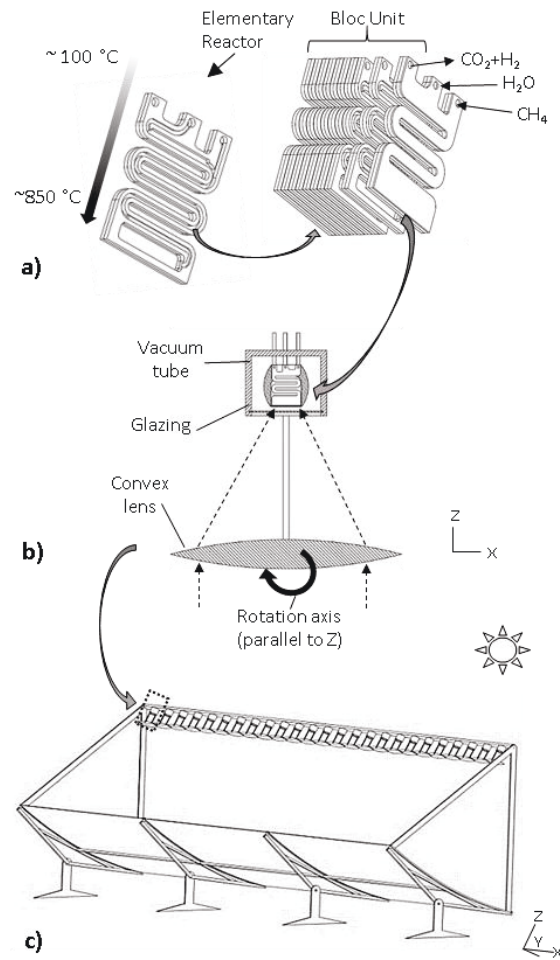 Elementary
Reactor
Bloc Unit
~ 100 °C
CO₂+H₂
H₂O
CH₄
~850 °C
a)
Vacuum
tube
Glazing
Convex
lens
Z
X
b)
Rotation axis
(parallel to Z)
Z
Y
X
c)